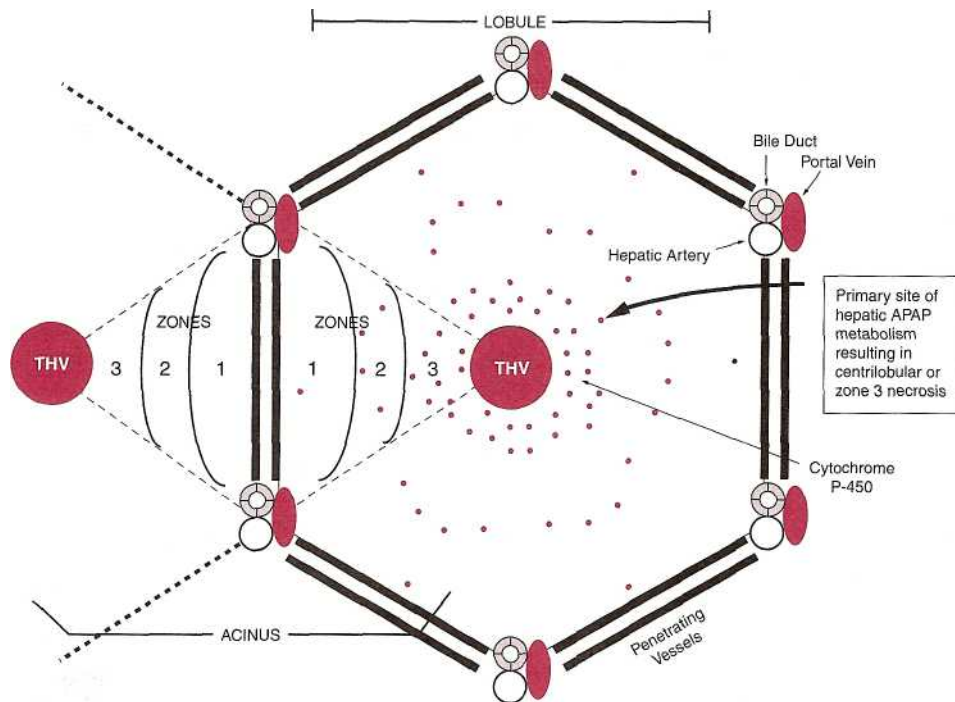 LOBULE
Bile Duct
Portal Vein
Hepatic Artery
ZONES
ZONES
THV
3
2
1
1
2
3
THV
Primary site of
hepatic APAP
metabolism
resulting in
centrilobular or
zone 3 necrosis
Cytochrome
P-450
ACINUS
Penetrating
Vessels